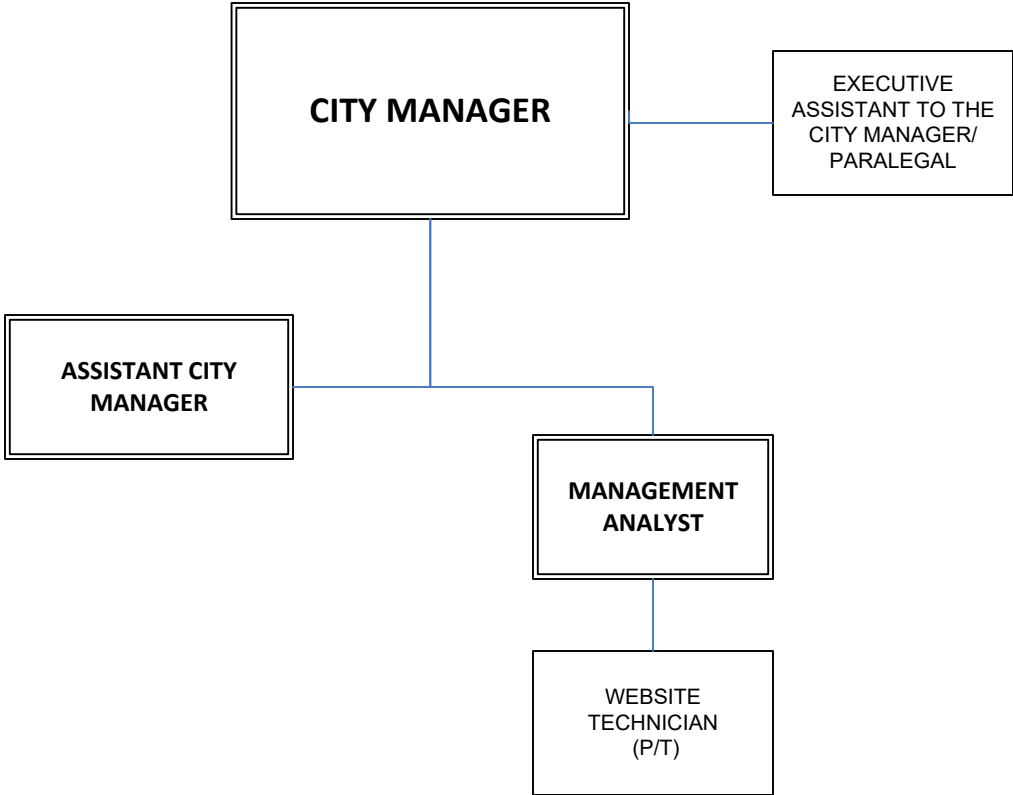 CITY MANAGER
EXECUTIVE
ASSISTANT TO THE
CITY MANAGER/
PARALEGAL
ASSISTANT CITY
MANAGER
MANAGEMENT
ANALYST
WEBSITE
TECHNICIAN
(P/T)